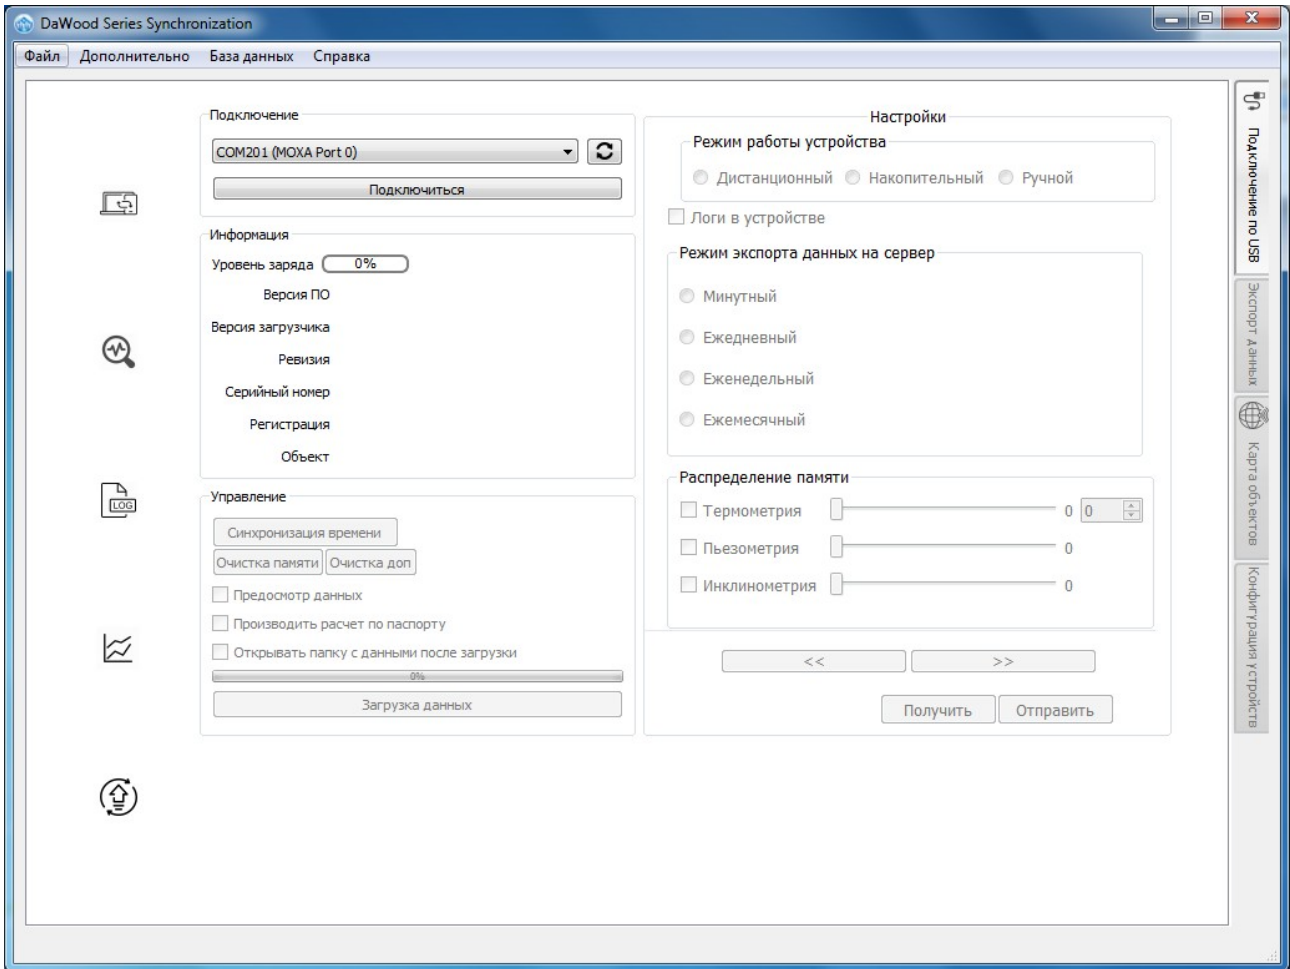 DaWood Series Synchronization
Файл Дополнительно База данных Справка
Подключение
COM201 (MOXA Port 0)
Подключиться
Информация
Уровень заряда 0%
Версия ПО
Версия загрузчика
Ревизия
Серийный номер
Регистрация
Объект
Управление
Синхронизация времени
Очистка памяти Очистка доп
Предосмотр данных
Производить расчет по паспорту
Открывать папку с данными после загрузки
0%
Загрузка данных
LOG
Настройки
Режим работы устройства
Дистанционный Накопительный Ручной
Логи в устройстве
Режим экспорта данных на сервер
Минутный
Ежедневный
Еженедельный
Ежемесячный
Распределение памяти
Термометрия 0 0
Пьезометрия 0
Инклинометрия 0
<< >>
Получить Отправить
Подключение по USB
Экспорт данных
Карта объектов
Конфигурация устройств